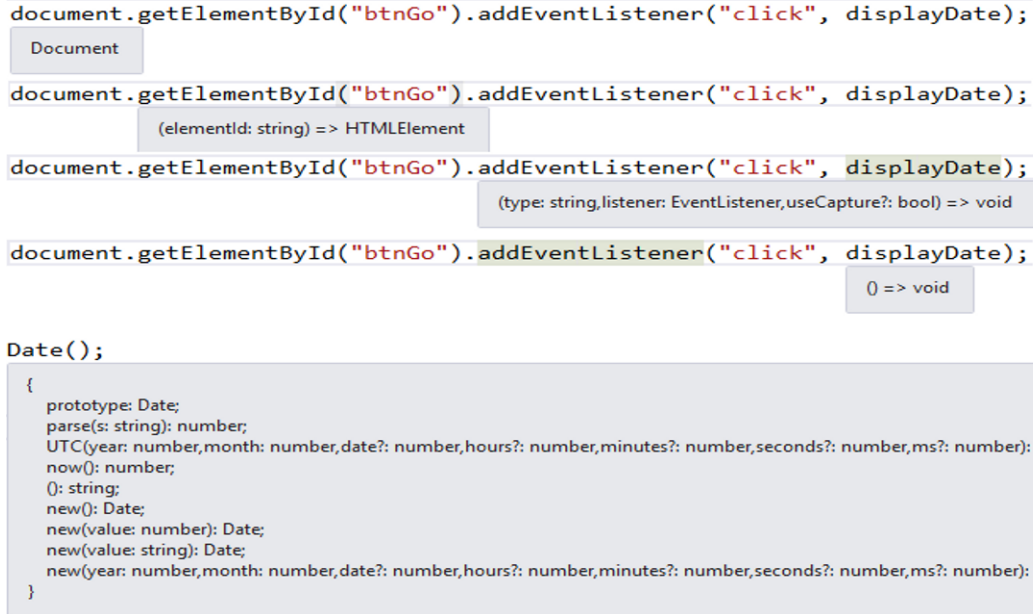 document.getElementById("btnGo").addEventListener("click", displayDate);
Document
document.getElementById("btnGo").addEventListener("click", displayDate);
(elementId: string) => HTMLElement
document.getElementById("btnGo").addEventListener("click", displayDate);
(type: string,listener: EventListener,useCapture?: bool) => void
document.getElementById("btnGo").addEventListener("click", displayDate);
() => void
Date();
{
prototype: Date;
parse(s: string): number;
UTC(year: number,month: number,date?: number,hours?: number,minutes?: number,seconds?: number,ms?: number):
now(): number;
(): string;
new(): Date;
new(value: number): Date;
new(value: string): Date;
new(year: number,month: number,date?: number,hours?: number,minutes?: number,seconds?: number,ms?: number):
}